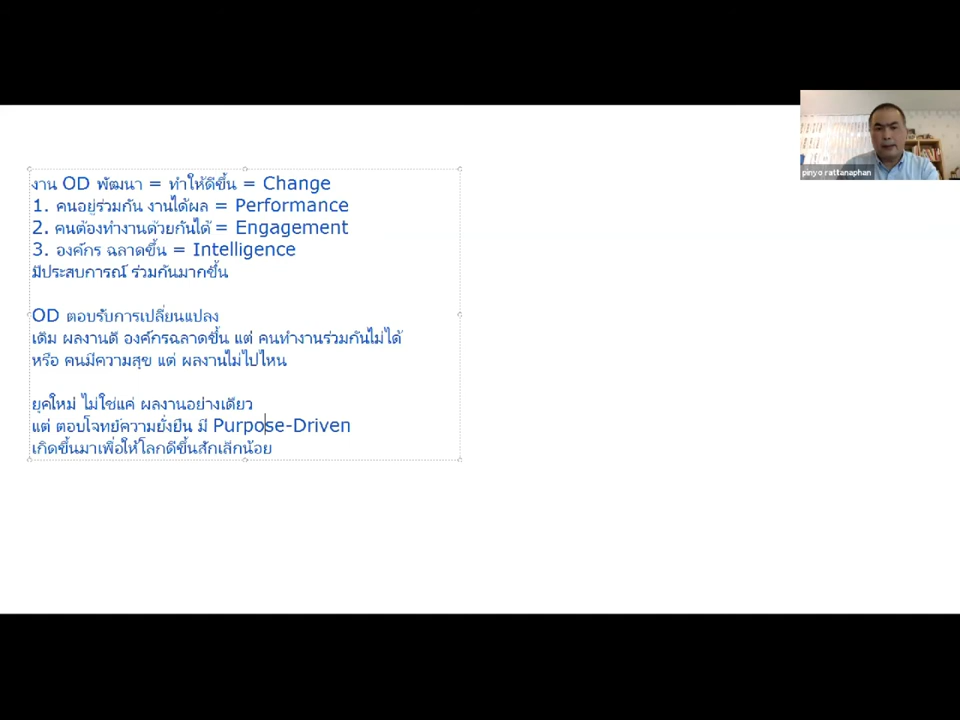 งาน OD พัฒนา = ทำให้ดีขึ้น = Change
1. คนอยู่ร่วมกัน งานได้ผล = Performance
2. คนต้องทำงานด้วยกันได้ = Engagement
3. องค์กร ฉลาดขึ้น = Intelligence
มีประสบการณ์ ร่วมกันมากขึ้น
OD ตอบรับการเปลี่ยนแปลง
เดิม ผลงานดี องค์กรฉลาดขึ้น แต่ คนทำงานร่วมกันไม่ได้
หรือ คนมีความสุข แต่ ผลงานไม่ไปไหน
ยุคใหม่ ไม่ใช่แค่ ผลงานอย่างเดียว
แต่ ตอบโจทย์ความยั่งยืน มี Purpose-Driven
เกิดขึ้นมาเพื่อให้โลกดีขึ้นสักเล็กน้อย
pinyo rattanaphan